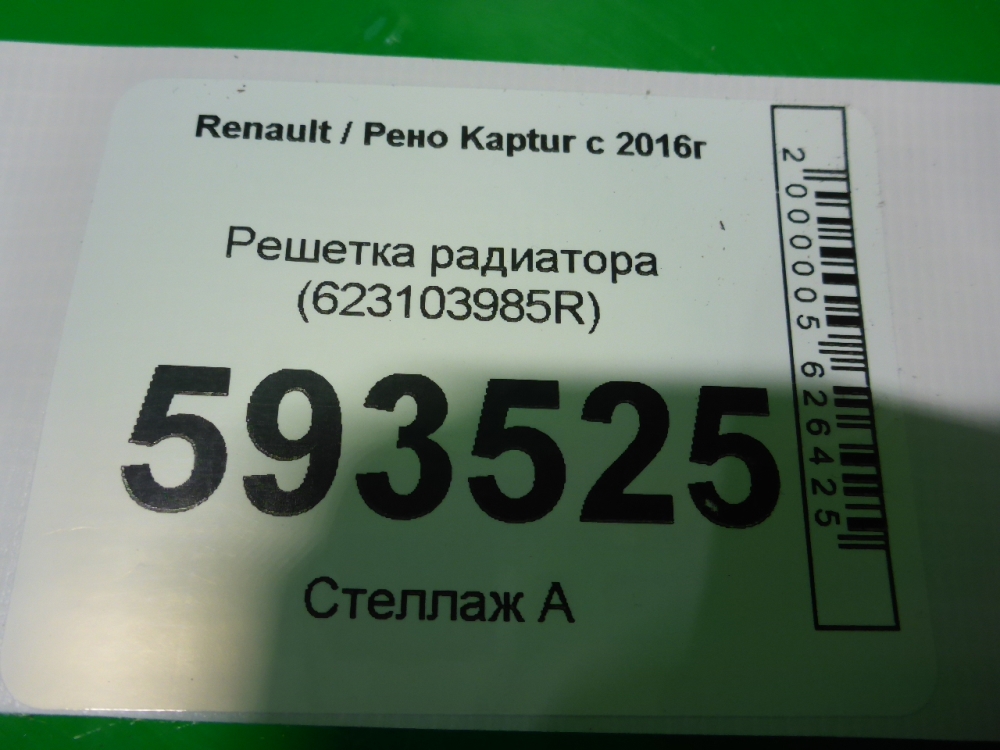 Renault / Рено Kaptur с 2016г
Решетка радиатора
(623103985R)
593525
Стеллаж А
2000005626425